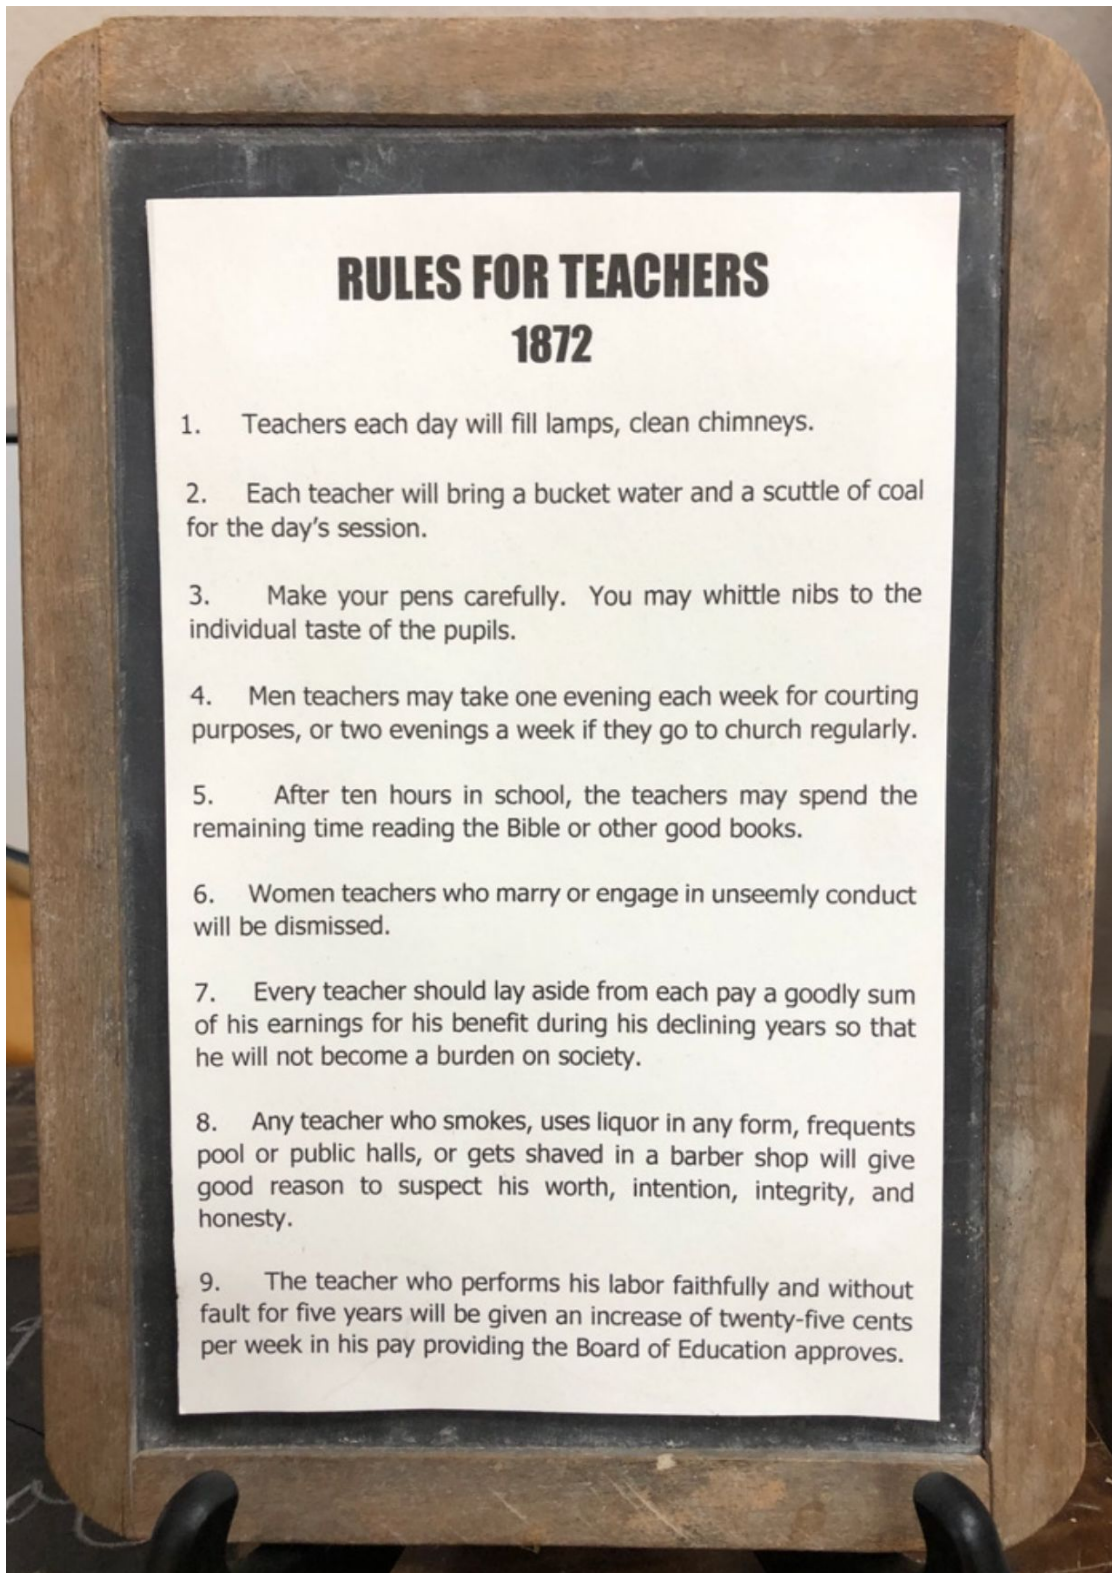 RULES FOR TEACHERS
1872
1. Teachers each day will fill lamps, clean chimneys.
2. Each teacher will bring a bucket water and a scuttle of coal
for the day's session.
3. Make your pens carefully. You may whittle nibs to the
individual taste of the pupils.
4. Men teachers may take one evening each week for courting
purposes, or two evenings a week if they go to church regularly.
5. After ten hours in school, the teachers may spend the
remaining time reading the Bible or other good books.
6. Women teachers who marry or engage in unseemly conduct
will be dismissed.
7. Every teacher should lay aside from each pay a goodly sum
of his earnings for his benefit during his declining years so that
he will not become a burden on society.
8. Any teacher who smokes, uses liquor in any form, frequents
pool or public halls, or gets shaved in a barber shop will give
good reason to suspect his worth, intention, integrity, and
honesty.
9. The teacher who performs his labor faithfully and without
fault for five years will be given an increase of twenty-five cents
per week in his pay providing the Board of Education approves.